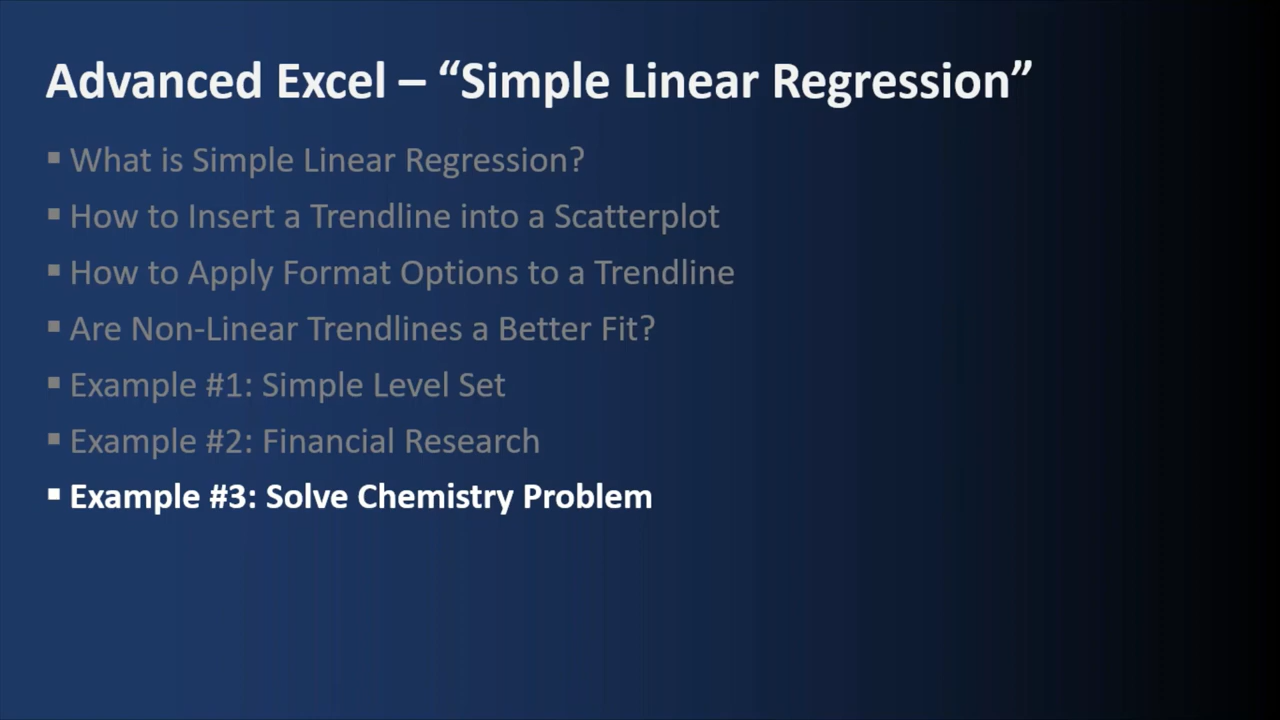 Advanced Excel – “Simple Linear Regression”
▪ What is Simple Linear Regression?
▪ How to Insert a Trendline into a Scatterplot
▪ How to Apply Format Options to a Trendline
▪ Are Non-Linear Trendlines a Better Fit?
▪ Example #1: Simple Level Set
▪ Example #2: Financial Research
▪ Example #3: Solve Chemistry Problem